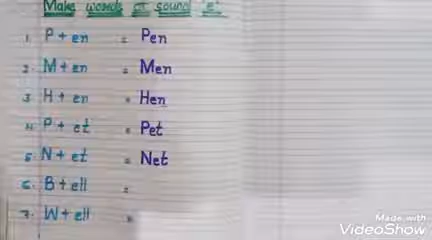 Make words of sound "e"
1. P + en = Pen
2. M + en = Men
3. H + en = Hen
4. P + et = Pet
5. N + et = Net
6. B + ell =
7. W + ell =
Made with
VideoShow